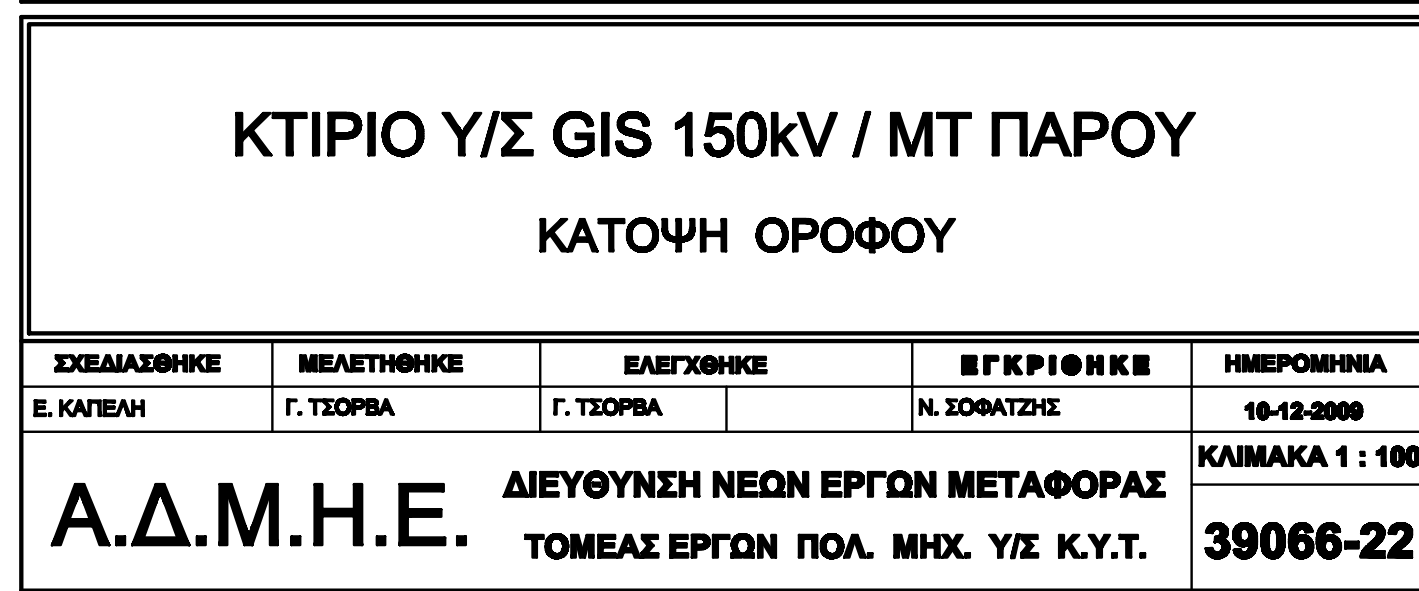 ΚΤΙΡΙΟ Υ/Σ GIS 150kV / ΜΤ ΠΑΡΟΥ
ΚΑΤΟΨΗ ΟΡΟΦΟΥ
ΣΧΕΔΙΑΣΘΗΚΕ ΜΕΛΕΤΗΘΗΚΕ ΕΛΕΓΧΘΗΚΕ ΕΓΚΡΙΘΗΚΕ ΗΜΕΡΟΜΗΝΙΑ
Ε. ΚΑΠΕΛΗ Γ. ΤΣΟΡΒΑ Γ. ΤΣΟΡΒΑ Ν. ΣΟΦΑΤΖΗΣ 10-12-2009
ΚΛΙΜΑΚΑ 1 : 100
Α.Δ.Μ.Η.Ε. ΔΙΕΥΘΥΝΣΗ ΝΕΩΝ ΕΡΓΩΝ ΜΕΤΑΦΟΡΑΣ
ΤΟΜΕΑΣ ΕΡΓΩΝ ΠΟΛ. ΜΗΧ. Υ/Σ Κ.Υ.Τ. 39066-22